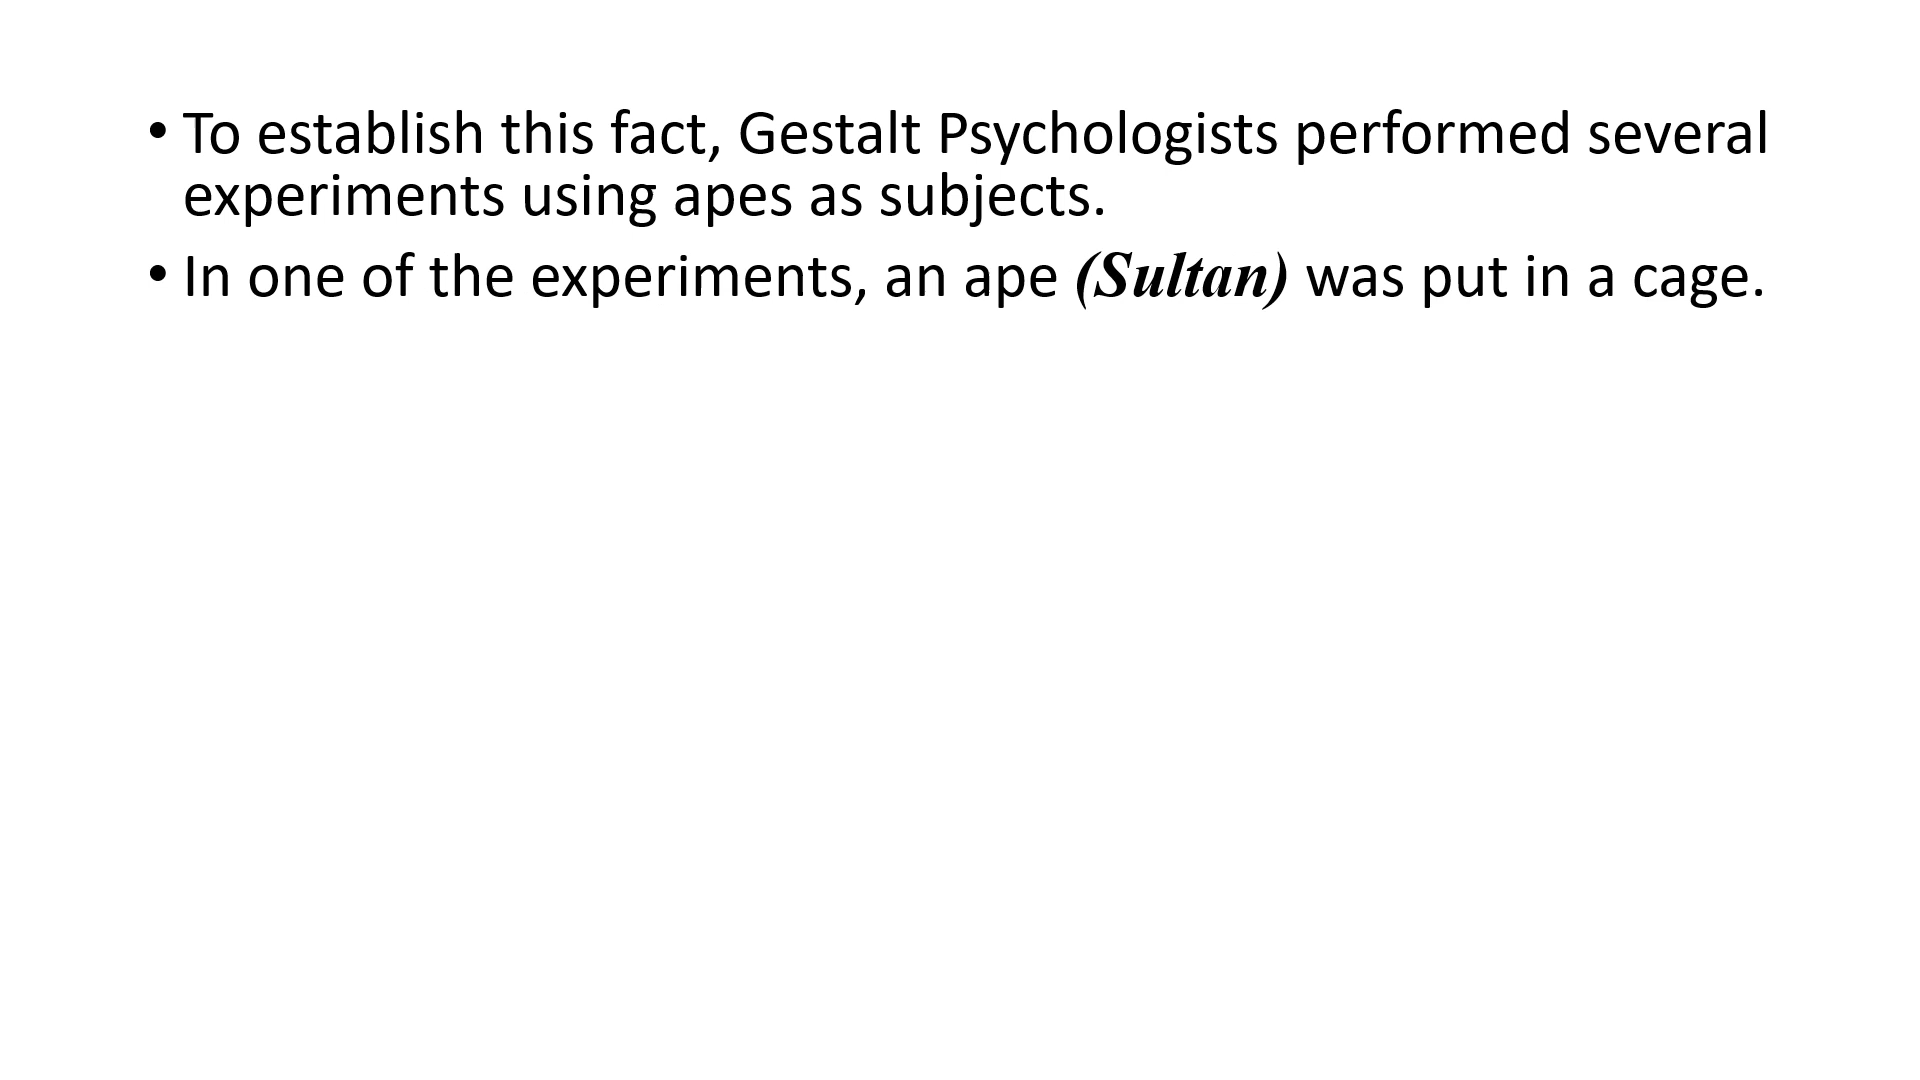 • To establish this fact, Gestalt Psychologists performed several
experiments using apes as subjects.
• In one of the experiments, an ape (Sultan) was put in a cage.